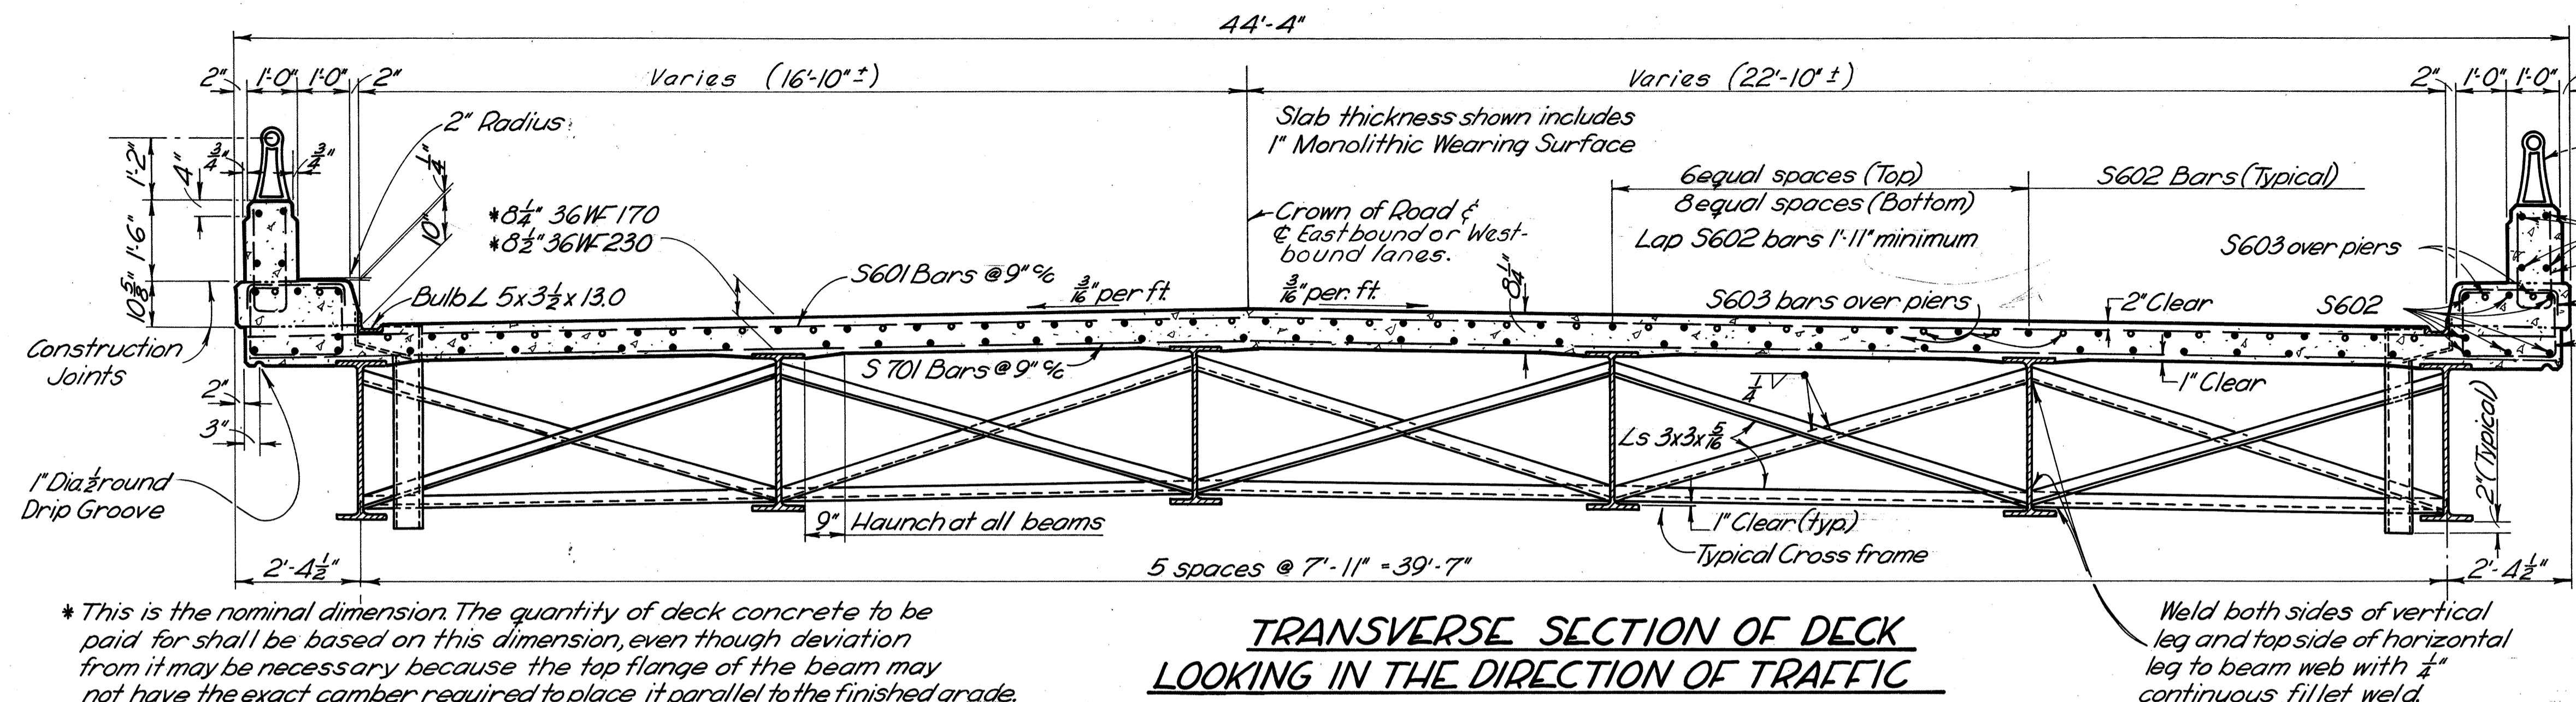 44'-4"
2" 1'-0" 1'-0" 2" Varies (16'-10"±) Varies (22'-10"±) 2" 1'-0" 1'-0"
2" Radius
Slab thickness shown includes
1" Monolithic Wearing Surface
1'-2"
4"
3/4"
3/4"
1/4"
10"
1'-6"
10 5/8"
*8 1/4" 36WF170
*8 1/2" 36WF230
6 equal spaces (Top)
8 equal spaces (Bottom)
S602 Bars (Typical)
Lap S602 bars 1'-11" minimum
Crown of Road &
℄ Eastbound or West-
bound lanes.
S603 over piers
S601 Bars @ 9" c/c
Bulb L 5x3½x13.0
3/16" per ft.
3/16" per ft.
8 1/4"
S603 bars over piers
2" Clear
S602
Construction
Joints
S701 Bars @ 9" c/c
1" Clear
2"
3"
1/4
Ls 3x3x5/16
2" (Typical)
1" Dia. ½ round
Drip Groove
9" Haunch at all beams
1" Clear (typ.)
Typical Cross frame
2'-4½"
5 spaces @ 7'-11" = 39'-7"
2'-4½"
* This is the nominal dimension. The quantity of deck concrete to be
paid for shall be based on this dimension, even though deviation
from it may be necessary because the top flange of the beam may
not have the exact camber required to place it parallel to the finished grade.
TRANSVERSE SECTION OF DECK
LOOKING IN THE DIRECTION OF TRAFFIC
Weld both sides of vertical
leg and top side of horizontal
leg to beam web with 1/4"
continuous fillet weld.